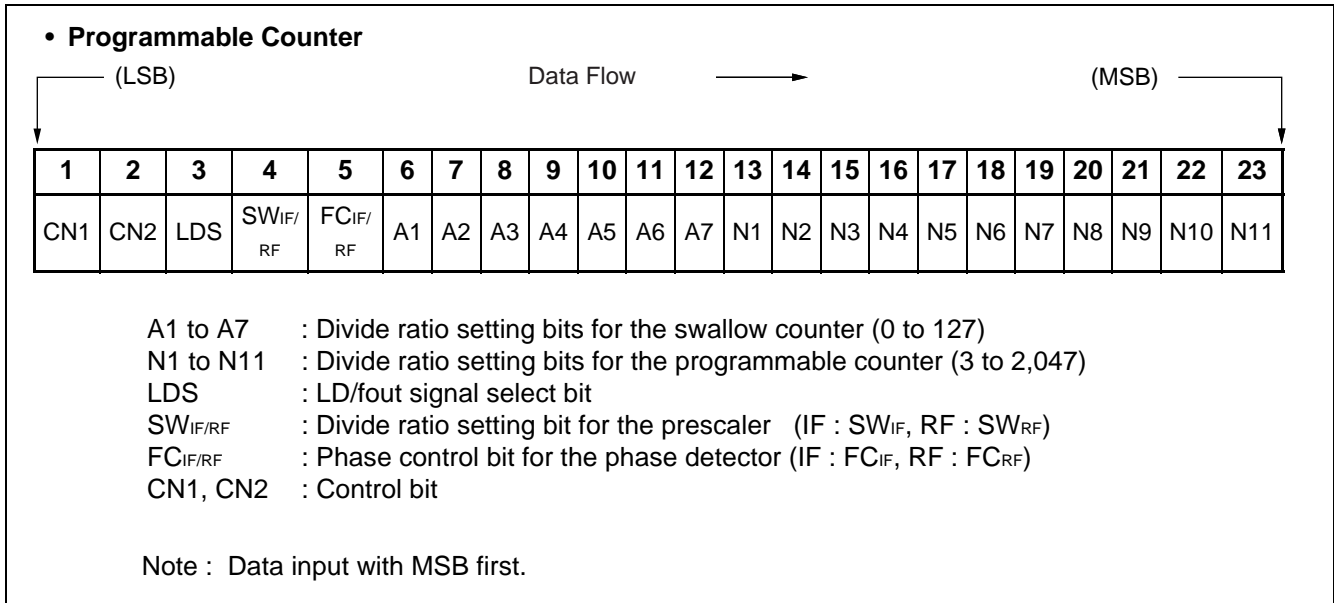 • Programmable Counter
(LSB) Data Flow (MSB)
1 2 3 4 5 6 7 8 9 10 11 12 13 14 15 16 17 18 19 20 21 22 23
CN1 CN2 LDS SWIF/RF FCIF/RF A1 A2 A3 A4 A5 A6 A7 N1 N2 N3 N4 N5 N6 N7 N8 N9 N10 N11
A1 to A7 : Divide ratio setting bits for the swallow counter (0 to 127)
N1 to N11 : Divide ratio setting bits for the programmable counter (3 to 2,047)
LDS : LD/fout signal select bit
SWIF/RF : Divide ratio setting bit for the prescaler (IF : SWIF, RF : SWRF)
FCIF/RF : Phase control bit for the phase detector (IF : FCIF, RF : FCRF)
CN1, CN2 : Control bit
Note : Data input with MSB first.